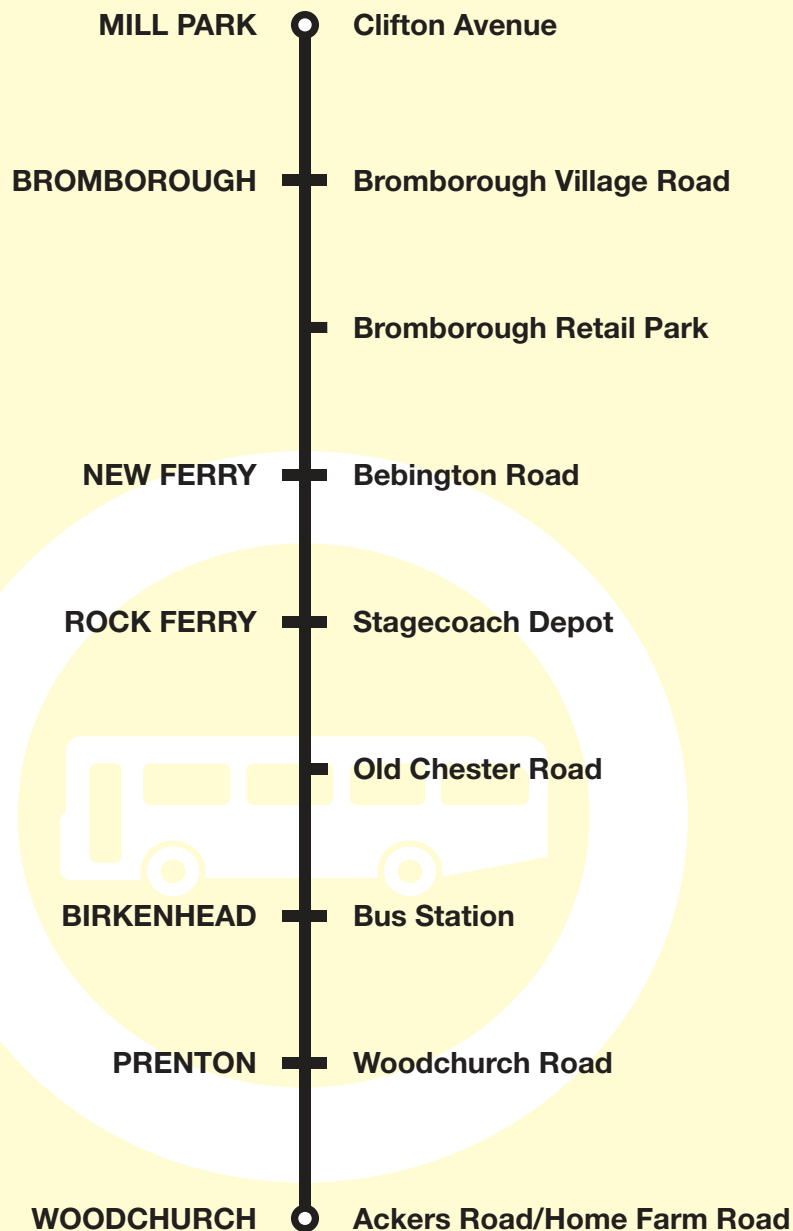 MILL PARK Clifton Avenue
BROMBOROUGH Bromborough Village Road
Bromborough Retail Park
NEW FERRY Bebington Road
ROCK FERRY Stagecoach Depot
Old Chester Road
BIRKENHEAD Bus Station
PRENTON Woodchurch Road
WOODCHURCH Ackers Road/Home Farm Road